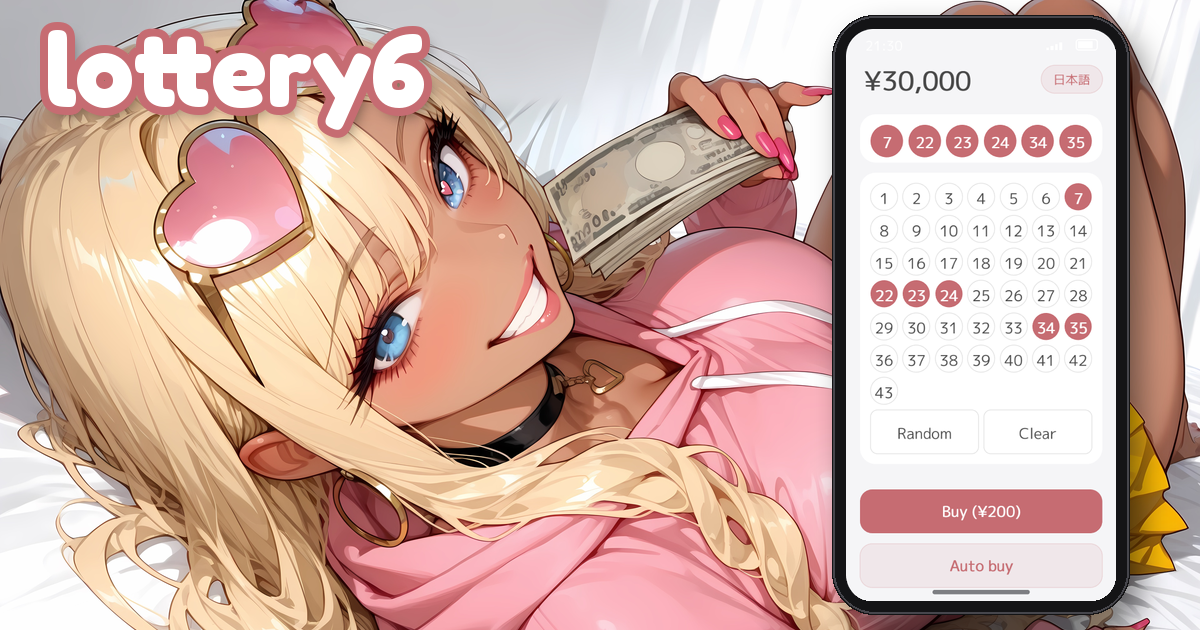 lottery6
21:30
¥30,000
日本語
7 22 23 24 34 35
1 2 3 4 5 6 7
8 9 10 11 12 13 14
15 16 17 18 19 20 21
22 23 24 25 26 27 28
29 30 31 32 33 34 35
36 37 38 39 40 41 42
43
Random Clear
Buy (¥200)
Auto buy